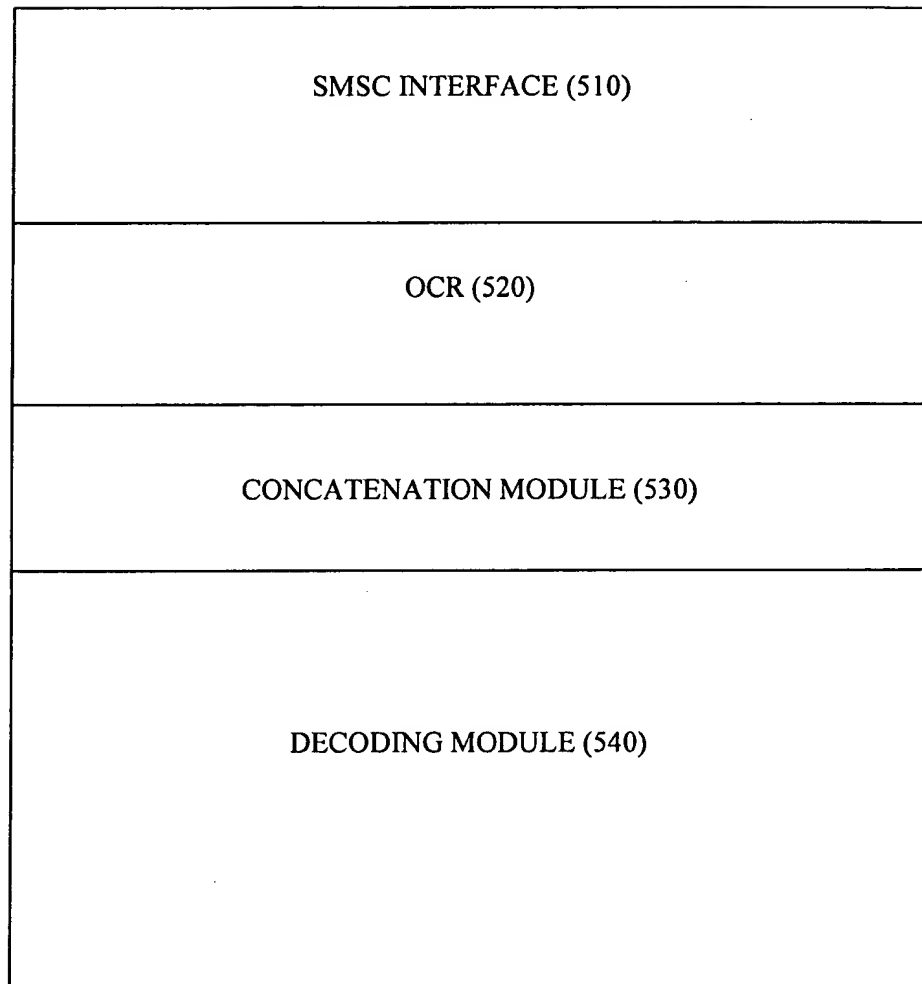 SMSC INTERFACE (510)
OCR (520)
CONCATENATION MODULE (530)
DECODING MODULE (540)